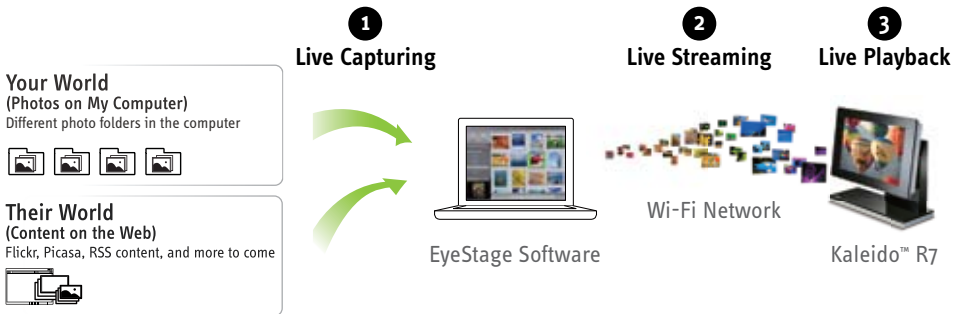 1
Live Capturing
2
Live Streaming
3
Live Playback
Your World
(Photos on My Computer)
Different photo folders in the computer
Their World
(Content on the Web)
Flickr, Picasa, RSS content, and more to come
EyeStage Software
Wi-Fi Network
Kaleido™ R7